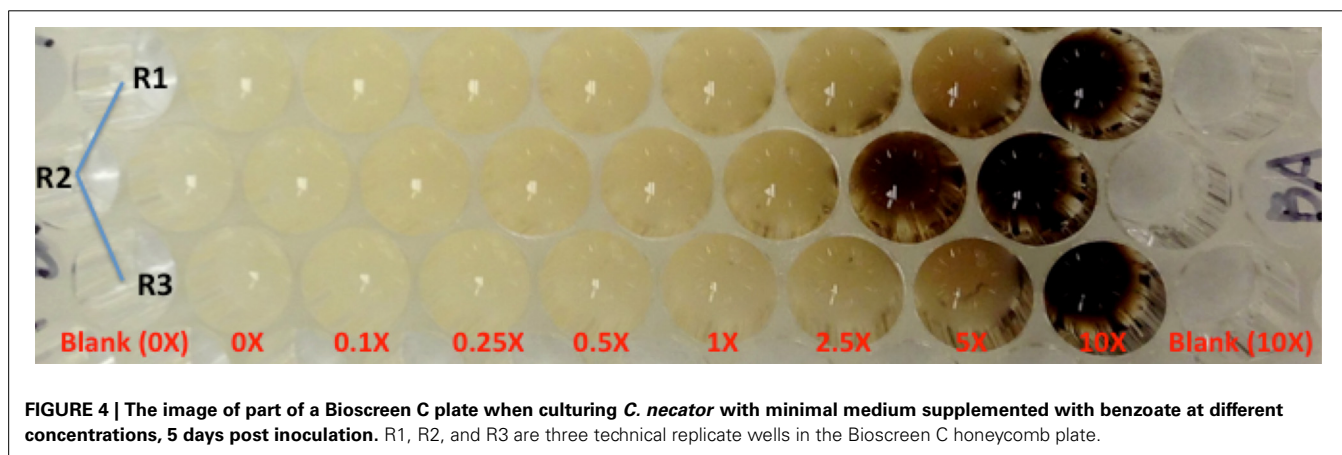 R1
R2
R3
BA
Blank (0X) 0X 0.1X 0.25X 0.5X 1X 2.5X 5X 10X Blank (10X)
FIGURE 4 | The image of part of a Bioscreen C plate when culturing C. necator with minimal medium supplemented with benzoate at different
concentrations, 5 days post inoculation. R1, R2, and R3 are three technical replicate wells in the Bioscreen C honeycomb plate.